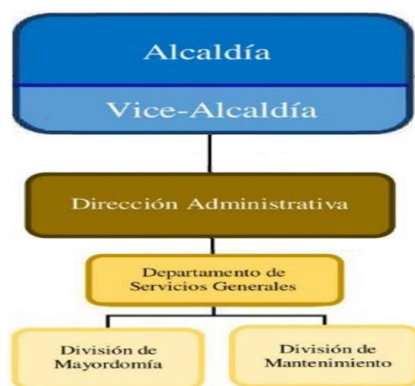 Alcaldía
Vice-Alcaldía
Dirección Administrativa
Departamento de
Servicios Generales
División de
Mayordomía
División de
Mantenimiento